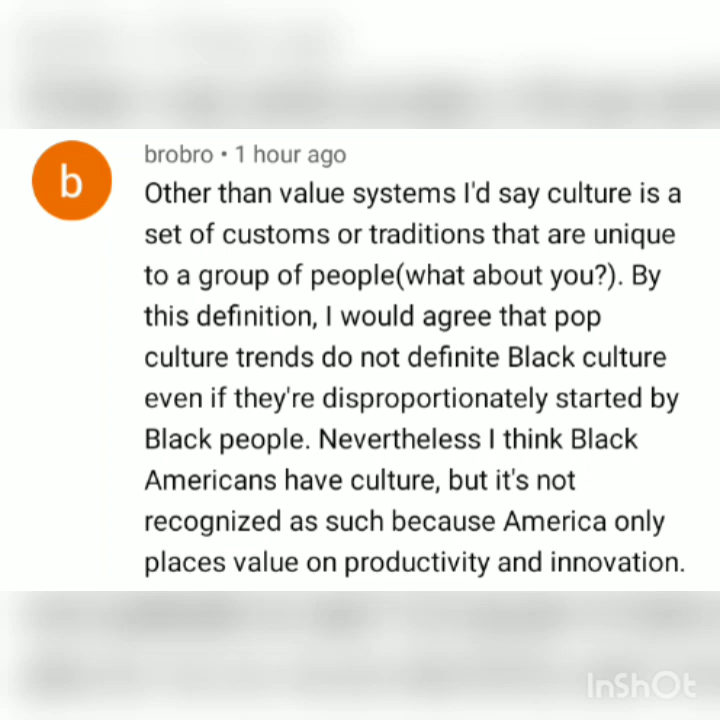 b
brobro • 1 hour ago
Other than value systems I'd say culture is a
set of customs or traditions that are unique
to a group of people(what about you?). By
this definition, I would agree that pop
culture trends do not definite Black culture
even if they're disproportionately started by
Black people. Nevertheless I think Black
Americans have culture, but it's not
recognized as such because America only
places value on productivity and innovation.
InShOt